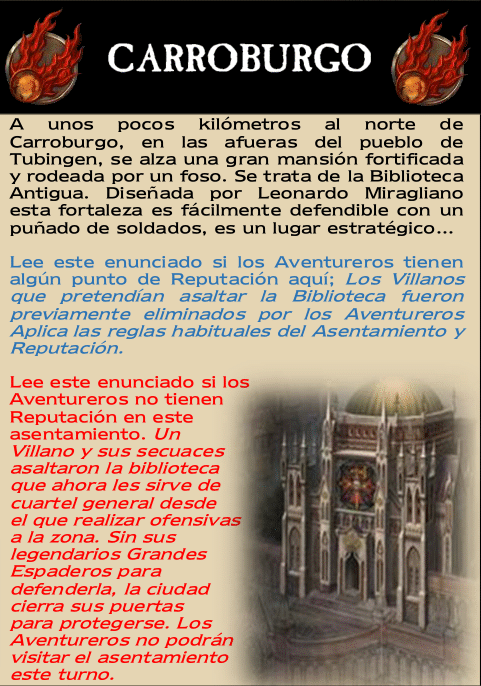 CARROBURGO
A unos pocos kilómetros al norte de
Carroburgo, en las afueras del pueblo de
Tubingen, se alza una gran mansión fortificada
y rodeada por un foso. Se trata de la Biblioteca
Antigua. Diseñada por Leonardo Miragliano
esta fortaleza es fácilmente defendible con un
puñado de soldados, es un lugar estratégico...
Lee este enunciado si los Aventureros tienen
algún punto de Reputación aquí; Los Villanos
que pretendían asaltar la Biblioteca fueron
previamente eliminados por los Aventureros
Aplica las reglas habituales del Asentamiento y
Reputación.
Lee este enunciado si los
Aventureros no tienen
Reputación en este
asentamiento. Un
Villano y sus secuaces
asaltaron la biblioteca
que ahora les sirve de
cuartel general desde
el que realizar ofensivas
a la zona. Sin sus
legendarios Grandes
Espaderos para
defenderla, la ciudad
cierra sus puertas
para protegerse. Los
Aventureros no podrán
visitar el asentamiento
este turno.